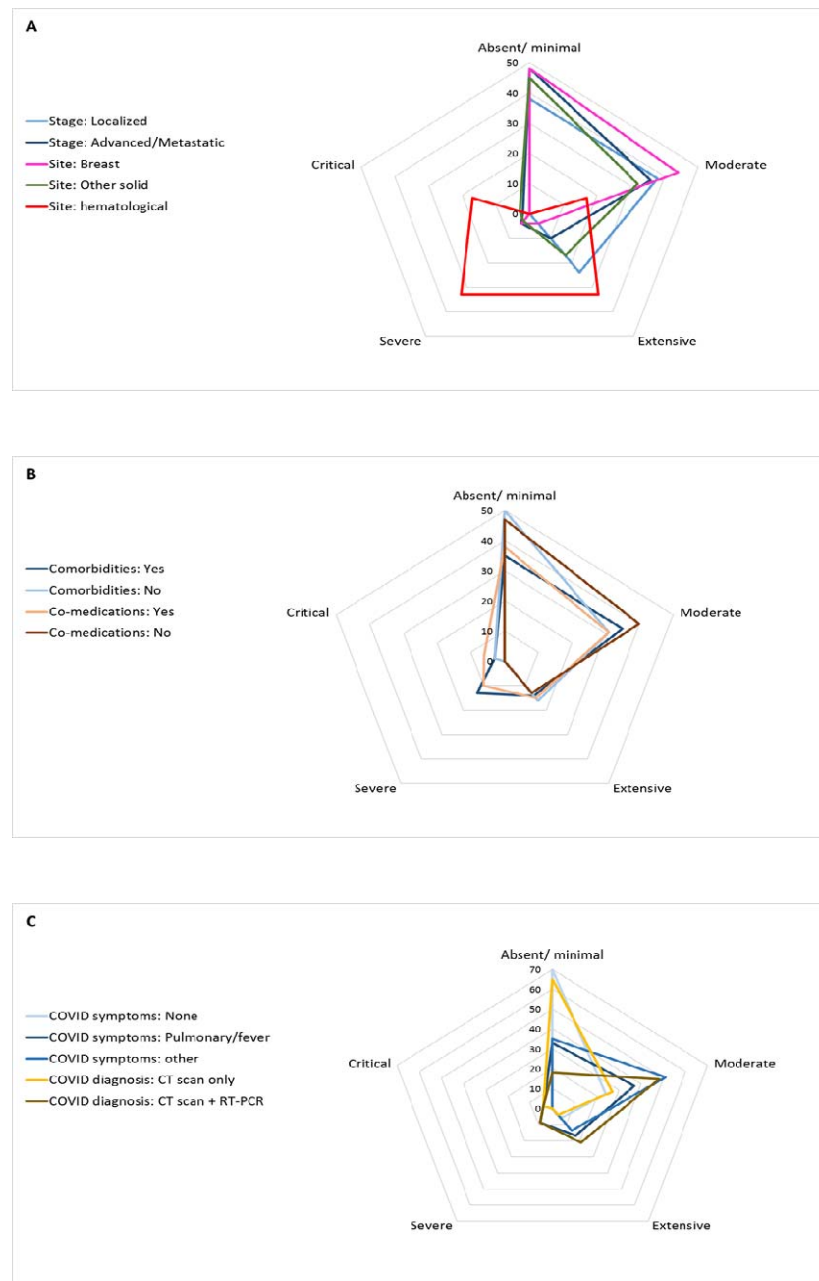 A
Absent/ minimal
50
40
30
20
10
0
Stage: Localized
Stage: Advanced/Metastatic
Site: Breast
Site: Other solid
Site: hematological
Critical
Moderate
Severe
Extensive
B
Absent/ minimal
50
40
30
20
10
0
Comorbidities: Yes
Comorbidities: No
Co-medications: Yes
Co-medications: No
Critical
Moderate
Severe
Extensive
C
Absent/ minimal
70
60
50
40
30
20
10
0
COVID symptoms: None
COVID symptoms: Pulmonary/fever
COVID symptoms: other
COVID diagnosis: CT scan only
COVID diagnosis: CT scan + RT-PCR
Critical
Moderate
Severe
Extensive